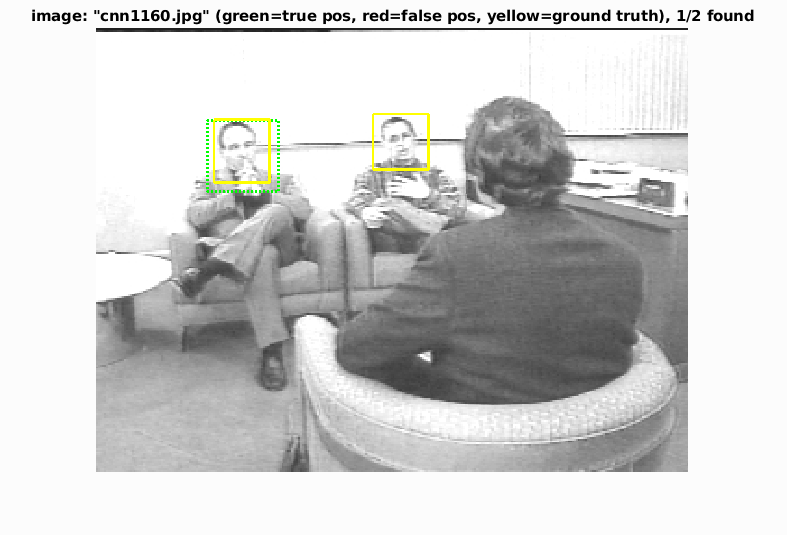 image: "cnn1160.jpg" (green=true pos, red=false pos, yellow=ground truth), 1/2 found